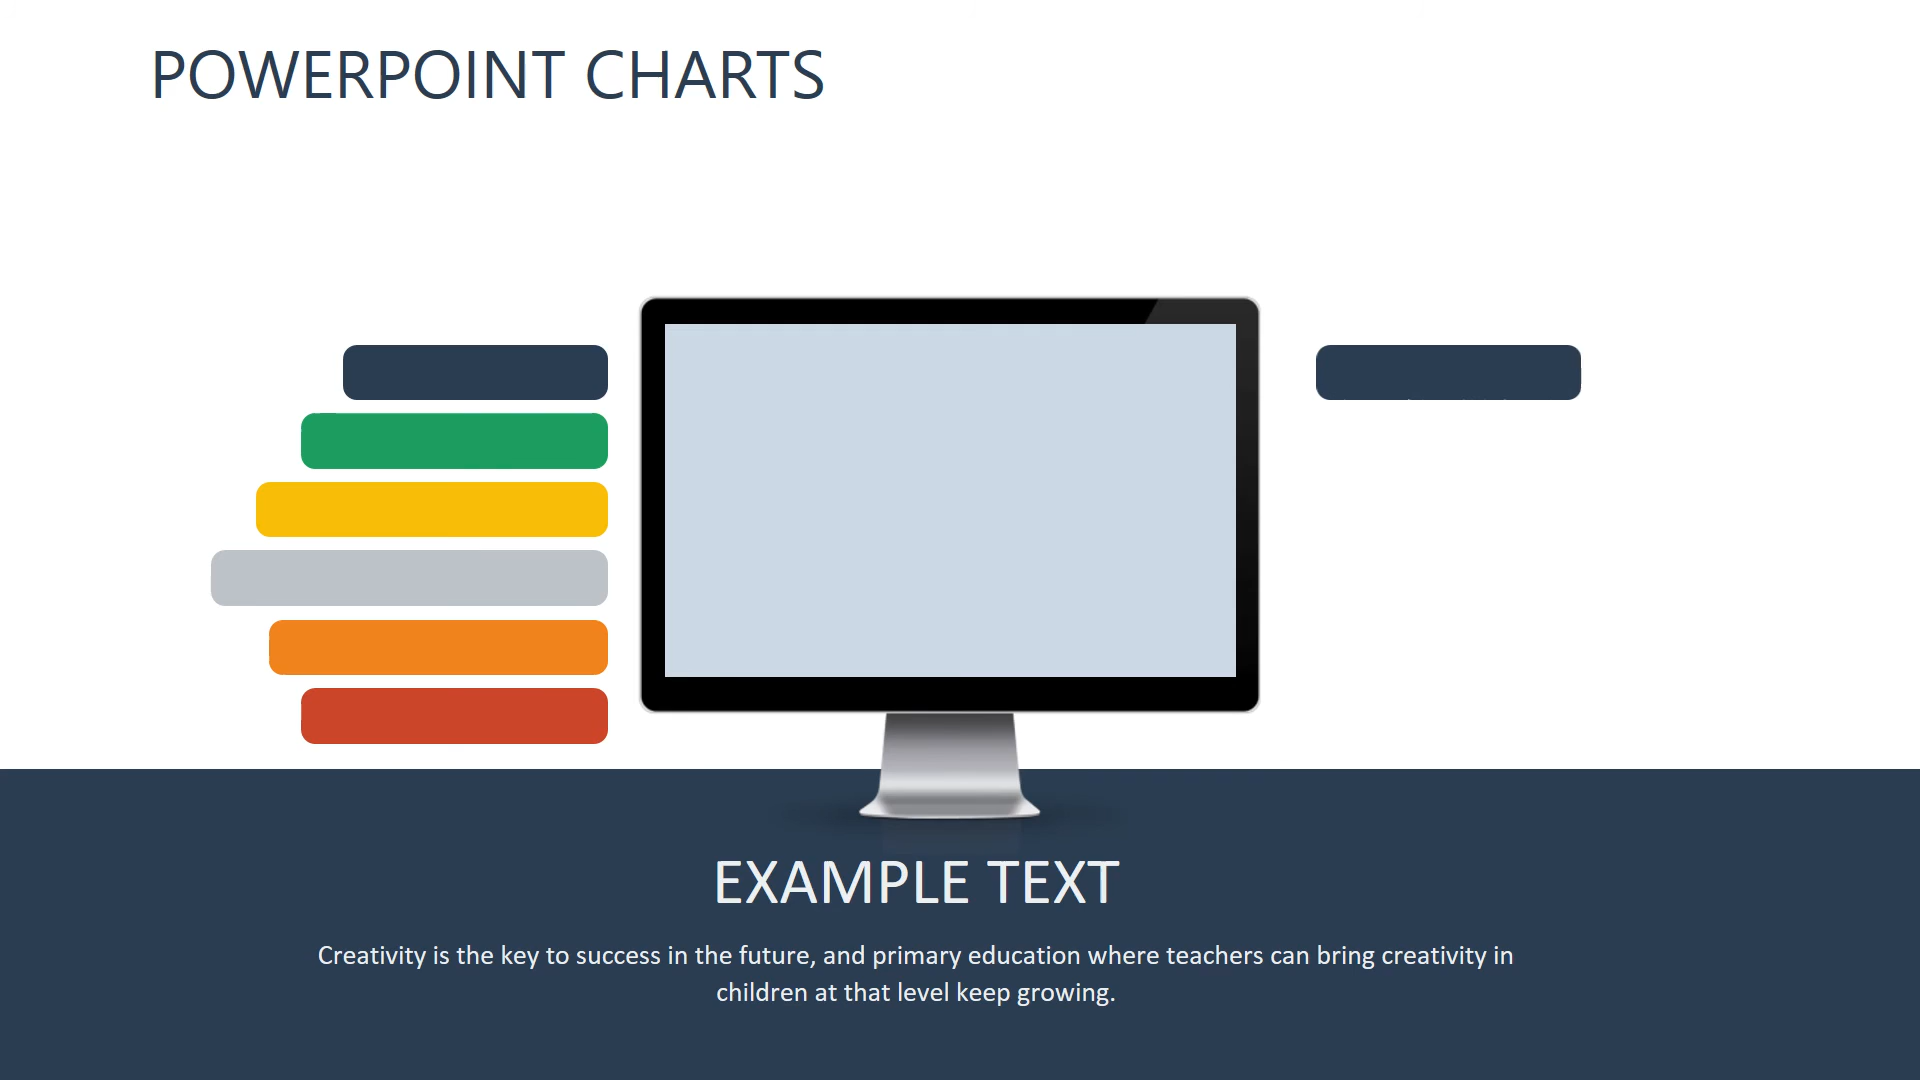 POWERPOINT CHARTS
EXAMPLE TEXT
Creativity is the key to success in the future, and primary education where teachers can bring creativity in
children at that level keep growing.